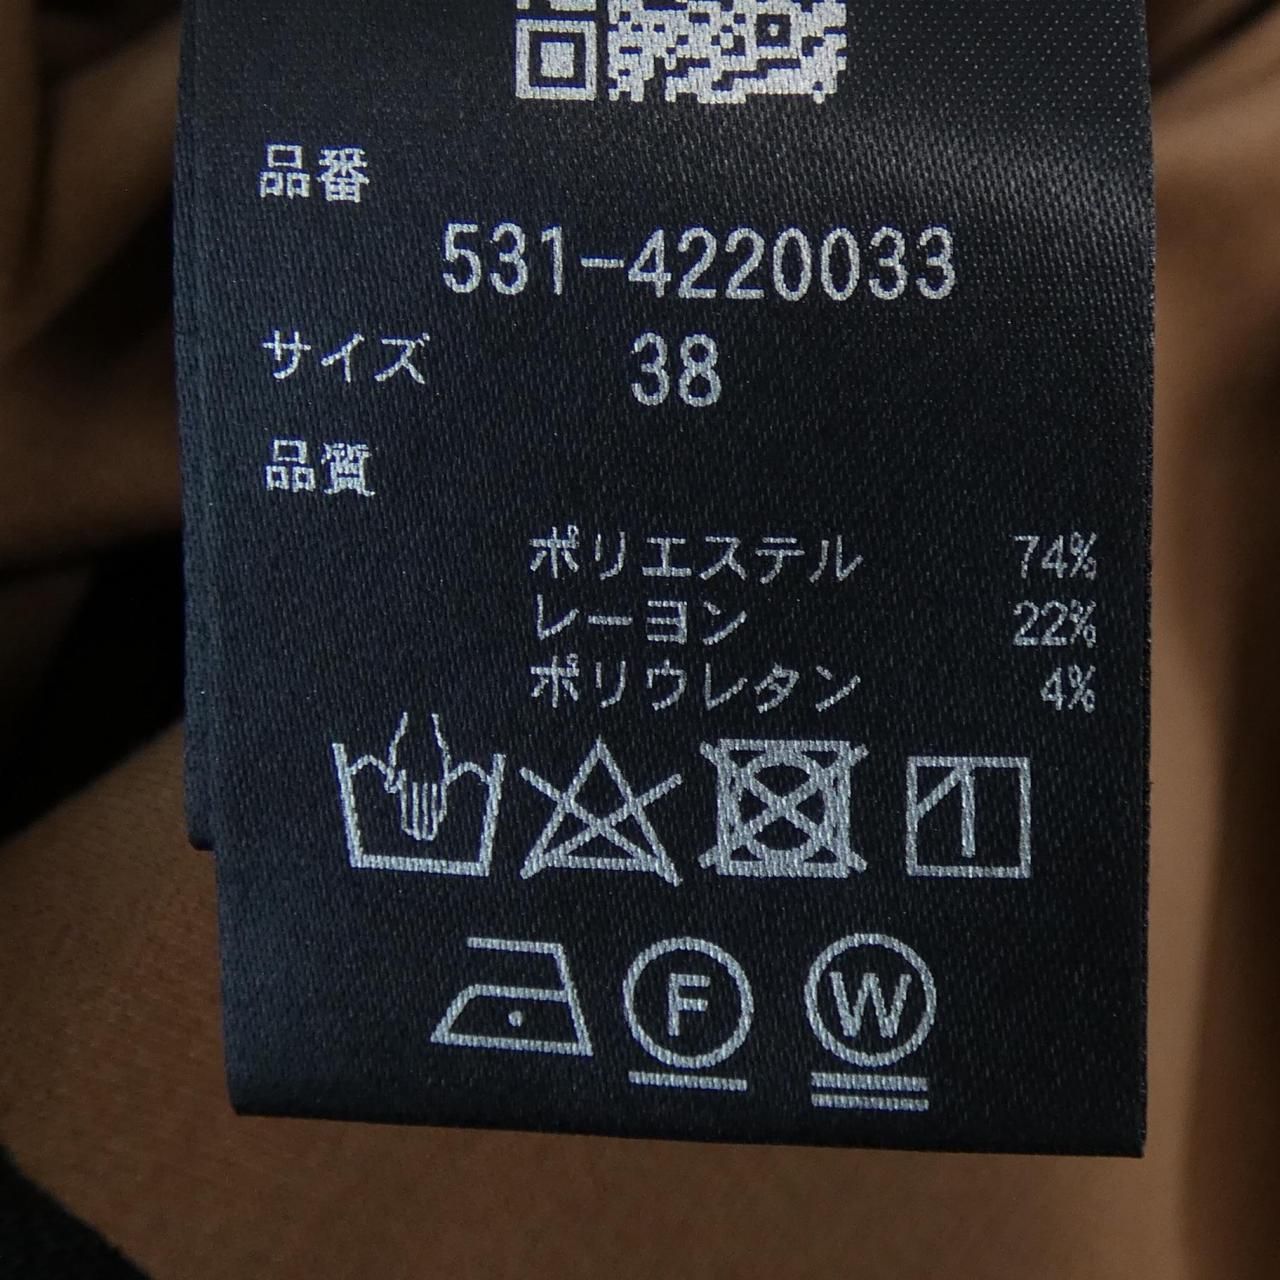 品番
531-4220033
サイズ 38
品質
ポリエステル 74%
レーヨン 22%
ポリウレタン 4%
F W